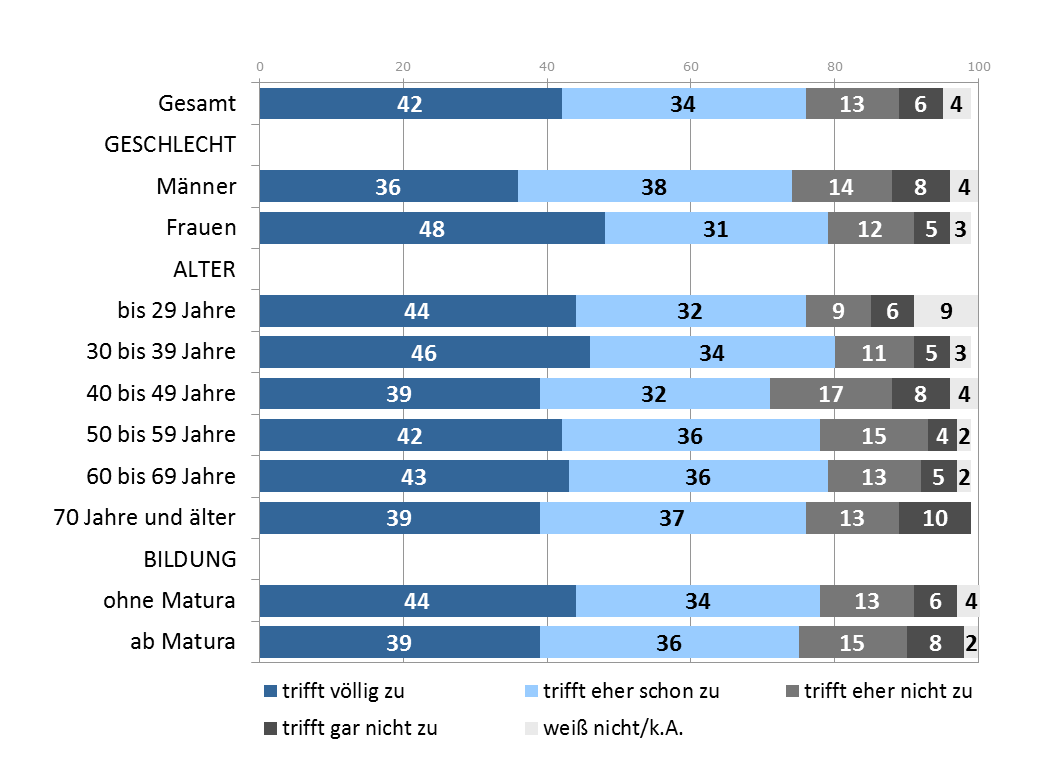 0 20 40 60 80 100
Gesamt 42 34 13 6 4
GESCHLECHT
Männer 36 38 14 8 4
Frauen 48 31 12 5 3
ALTER
bis 29 Jahre 44 32 9 6 9
30 bis 39 Jahre 46 34 11 5 3
40 bis 49 Jahre 39 32 17 8 4
50 bis 59 Jahre 42 36 15 4 2
60 bis 69 Jahre 43 36 13 5 2
70 Jahre und älter 39 37 13 10
BILDUNG
ohne Matura 44 34 13 6 4
ab Matura 39 36 15 8 2
trifft völlig zu trifft eher schon zu trifft eher nicht zu
trifft gar nicht zu weiß nicht/k.A.